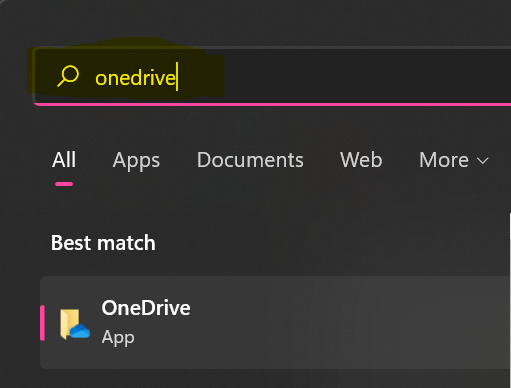 onedrive
All Apps Documents Web More
Best match
OneDrive
App